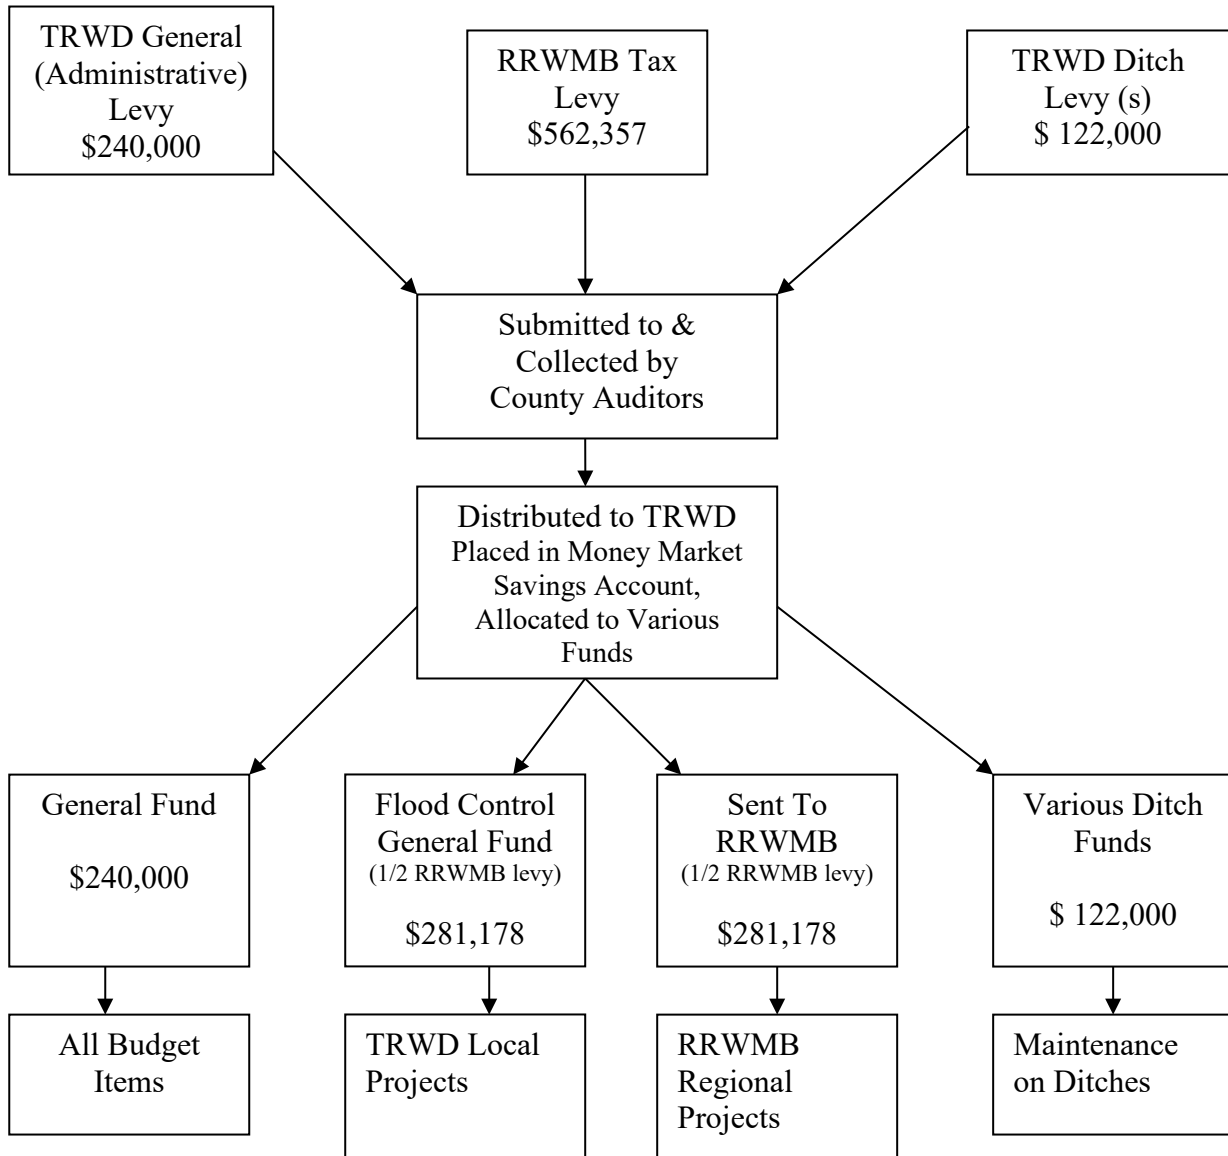 TRWD General
(Administrative)
Levy
$240,000
RRWMB Tax
Levy
$562,357
TRWD Ditch
Levy (s)
$ 122,000
Submitted to &
Collected by
County Auditors
Distributed to TRWD
Placed in Money Market
Savings Account,
Allocated to Various
Funds
General Fund
$240,000
Flood Control
General Fund
(1/2 RRWMB levy)
$281,178
Sent To
RRWMB
(1/2 RRWMB levy)
$281,178
Various Ditch
Funds
$ 122,000
All Budget
Items
TRWD Local
Projects
RRWMB
Regional
Projects
Maintenance
on Ditches